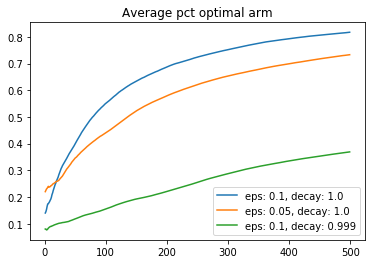 Average pct optimal arm
0.8
0.7
0.6
0.5
0.4
0.3
0.2
0.1
eps: 0.1, decay: 1.0
eps: 0.05, decay: 1.0
eps: 0.1, decay: 0.999
0 100 200 300 400 500